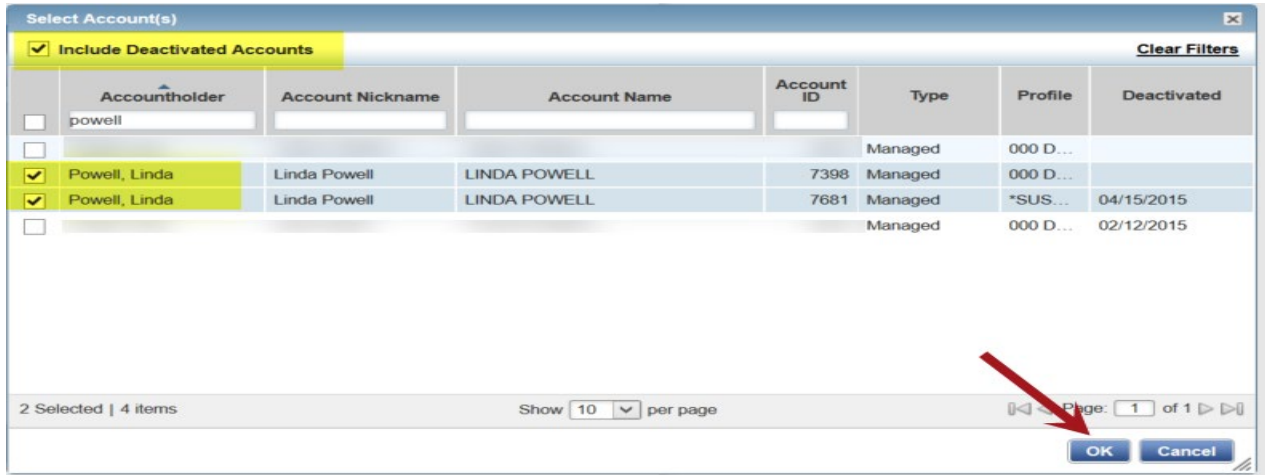 Select Account(s)
Include Deactivated Accounts Clear Filters
Accountholder Account Nickname Account Name Account ID Type Profile Deactivated
powell
Managed 000 D...
Powell, Linda Linda Powell LINDA POWELL 7398 Managed 000 D...
Powell, Linda Linda Powell LINDA POWELL 7681 Managed *SUS... 04/15/2015
Managed 000 D... 02/12/2015
2 Selected | 4 items Show 10 per page Page: 1 of 1
OK Cancel